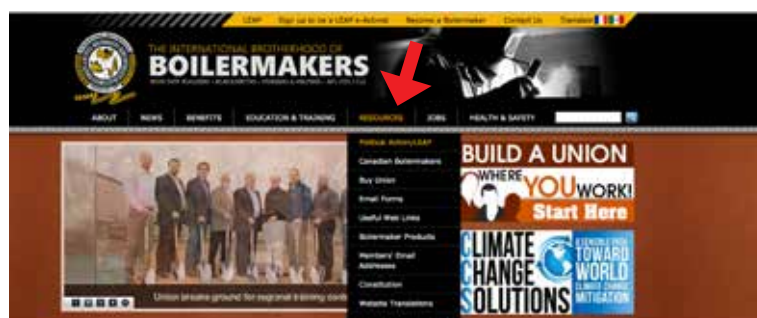 LEAP Sign up to be a LEAP e-Activist Become a Boilermaker Contact Us Translate
THE INTERNATIONAL BROTHERHOOD OF
BOILERMAKERS
ABOUT NEWS BENEFITS EDUCATION & TRAINING RESOURCES JOBS HEALTH & SAFETY
Political Action/LEAP
Canadian Boilermakers
Buy Union
Email Forms
Useful Web Links
Boilermaker Products
Members' Email
Addresses
Constitution
Website Translations
Union breaks ground for regional training
BUILD A UNION
WHERE YOU WORK!
Start Here
CLIMATE
CHANGE
SOLUTIONS
TOWARD
WORLD
CLIMATE CHANGE
MITIGATION